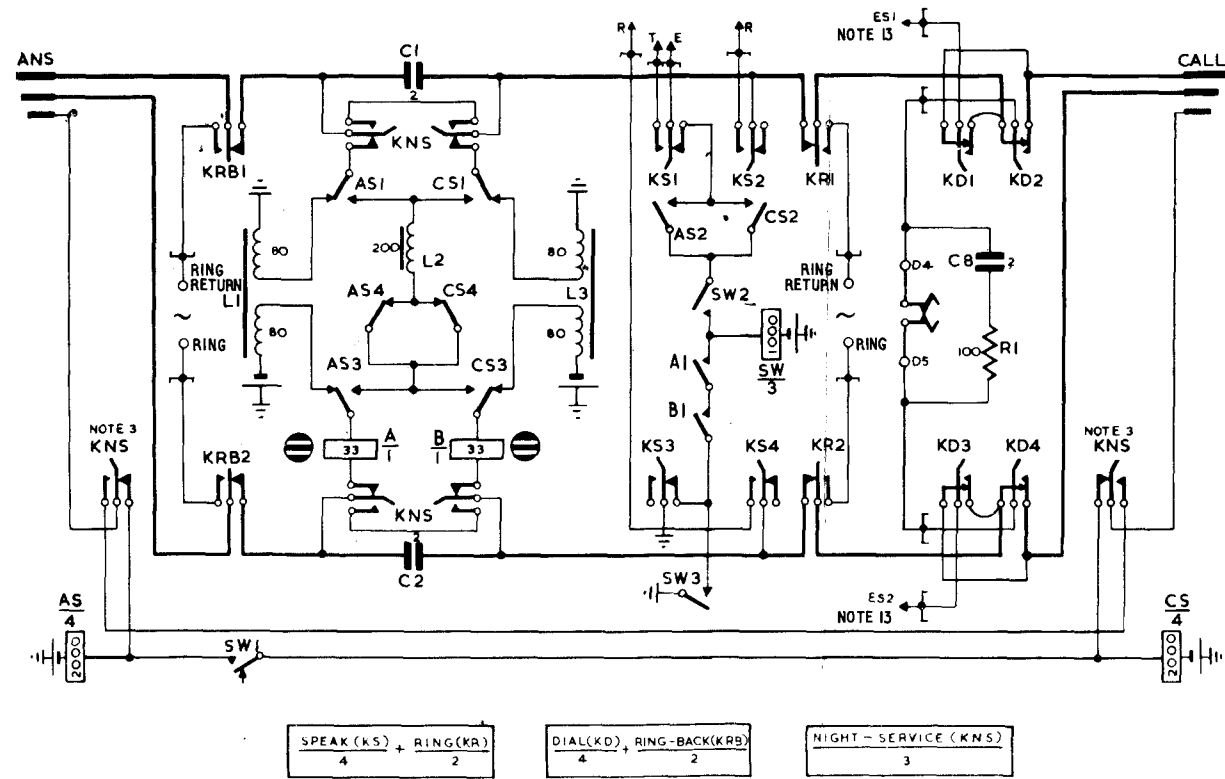 ANS
C1
2
R
T
E
R
ES1
NOTE 13
CALL
KRB1
KNS
AS1
CS1
KS1
KS2
KR1
KD1
KD2
AS2
CS2
80
200
L2
80
RING
RETURN
L1
L3
AS4
CS4
SW2
RING
RETURN
D4
C8
2
80
80
RING
RING
1000
SW
3
A1
100
R1
D5
AS3
CS3
B1
NOTE 3
KNS
KRB2
33
A
1
B
1
33
KS3
KS4
KR2
KD3
KD4
NOTE 3
KNS
KNS
2
C2
SW3
ES2
NOTE 13
AS
4
2000
SW1
CS
4
2000
SPEAK (KS) + RING (KR)
4 2
DIAL (KD) + RING-BACK (KRB)
4 2
NIGHT-SERVICE (KNS)
3